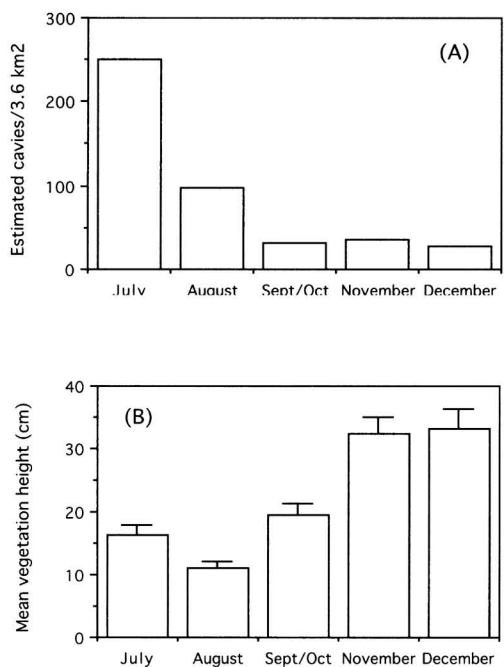 Estimated cavies/3.6 km2
300
200
100
0
(A)
July August Sept/Oct November December
Mean vegetation height (cm)
40
30
20
10
0
(B)
July August Sept/Oct November December